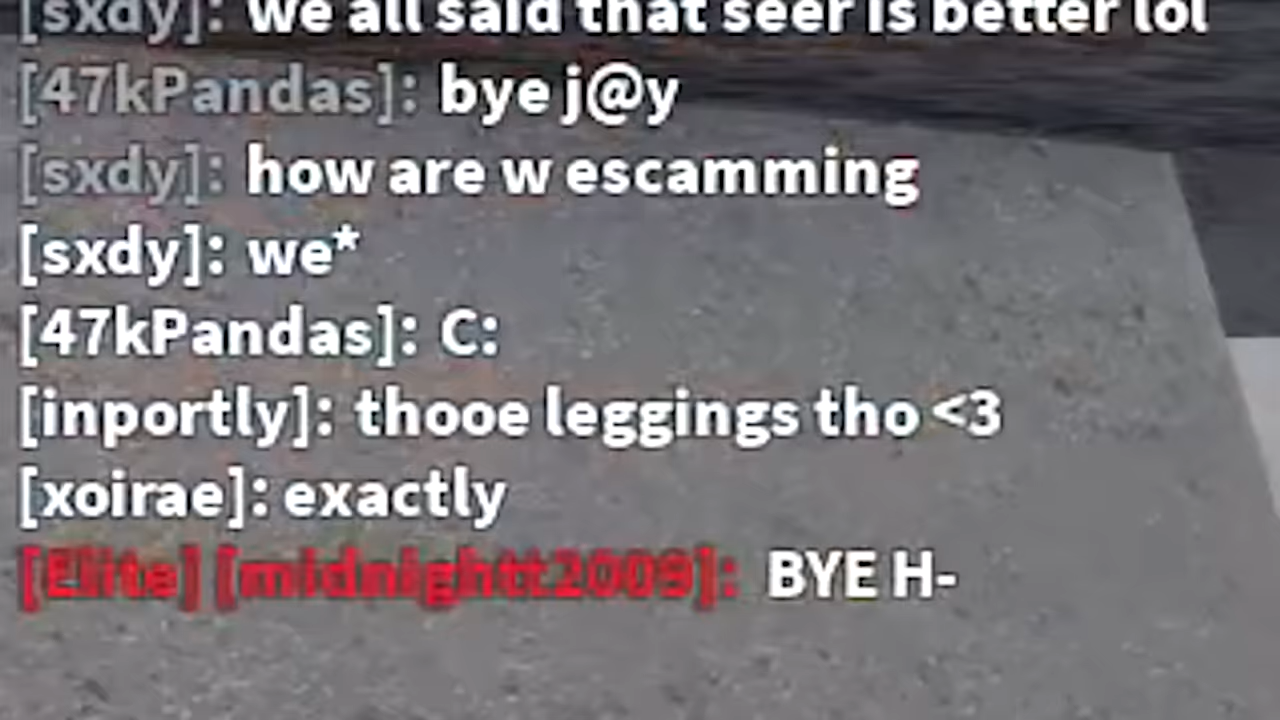 [sxdy]: we all said that seer is better lol
[47kPandas]: bye j@y
[sxdy]: how are w escamming
[sxdy]: we*
[47kPandas]: C:
[inportly]: thooe leggings tho <3
[xoirae]: exactly
[Elite] [midnightt2009]: BYE H-